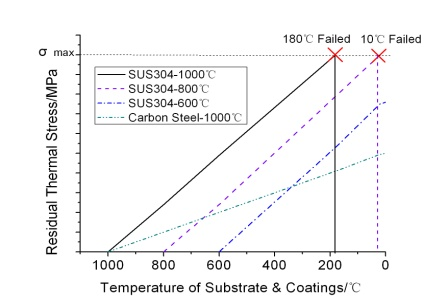 180℃ Failed 10℃ Failed
σ max
SUS304-1000℃
SUS304-800℃
SUS304-600℃
Carbon Steel-1000℃
Residual Thermal Stress/MPa
1000 800 600 400 200 0
Temperature of Substrate & Coatings/℃